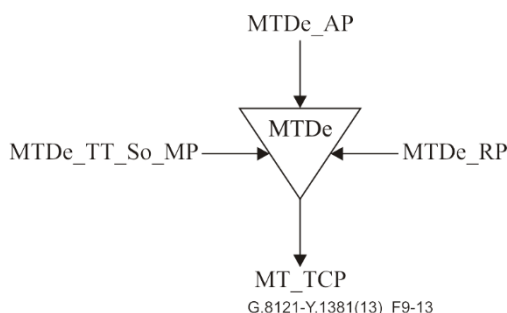 MTDe_AP
MTDe
MTDe_TT_So_MP
MTDe_RP
MT_TCP
G.8121-Y.1381(13)_F9-13